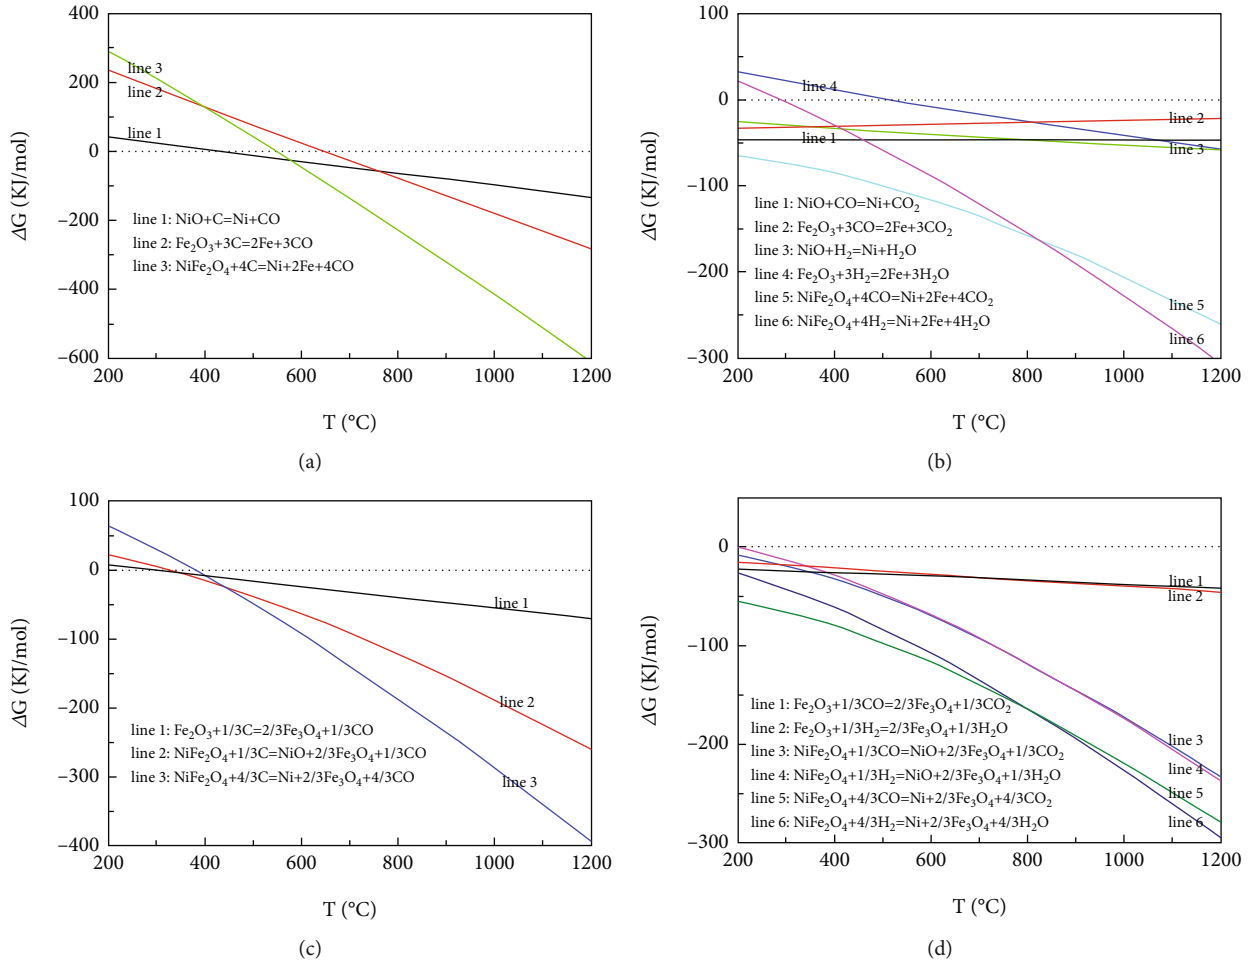 400
200
0
−200
−400
−600
ΔG (KJ/mol)
line 3
line 2
line 1
line 1: NiO+C=Ni+CO
line 2: Fe₂O₃+3C=2Fe+3CO
line 3: NiFe₂O₄+4C=Ni+2Fe+4CO
200 400 600 800 1000 1200
T (°C)
(a)
100
0
−100
−200
−300
ΔG (KJ/mol)
line 4
line 2
line 1
line 3
line 5
line 6
line 1: NiO+CO=Ni+CO₂
line 2: Fe₂O₃+3CO=2Fe+3CO₂
line 3: NiO+H₂=Ni+H₂O
line 4: Fe₂O₃+3H₂=2Fe+3H₂O
line 5: NiFe₂O₄+4CO=Ni+2Fe+4CO₂
line 6: NiFe₂O₄+4H₂=Ni+2Fe+4H₂O
200 400 600 800 1000 1200
T (°C)
(b)
100
0
−100
−200
−300
−400
ΔG (KJ/mol)
line 1
line 2
line 3
line 1: Fe₂O₃+1/3C=2/3Fe₃O₄+1/3CO
line 2: NiFe₂O₄+1/3C=NiO+2/3Fe₃O₄+1/3CO
line 3: NiFe₂O₄+4/3C=Ni+2/3Fe₃O₄+4/3CO
200 400 600 800 1000 1200
T (°C)
(c)
0
−100
−200
−300
ΔG (KJ/mol)
line 1
line 2
line 3
line 4
line 5
line 6
line 1: Fe₂O₃+1/3CO=2/3Fe₃O₄+1/3CO₂
line 2: Fe₂O₃+1/3H₂=2/3Fe₃O₄+1/3H₂O
line 3: NiFe₂O₄+1/3CO=NiO+2/3Fe₃O₄+1/3CO₂
line 4: NiFe₂O₄+1/3H₂=NiO+2/3Fe₃O₄+1/3H₂O
line 5: NiFe₂O₄+4/3CO=Ni+2/3Fe₃O₄+4/3CO₂
line 6: NiFe₂O₄+4/3H₂=Ni+2/3Fe₃O₄+4/3H₂O
200 400 600 800 1000 1200
T (°C)
(d)